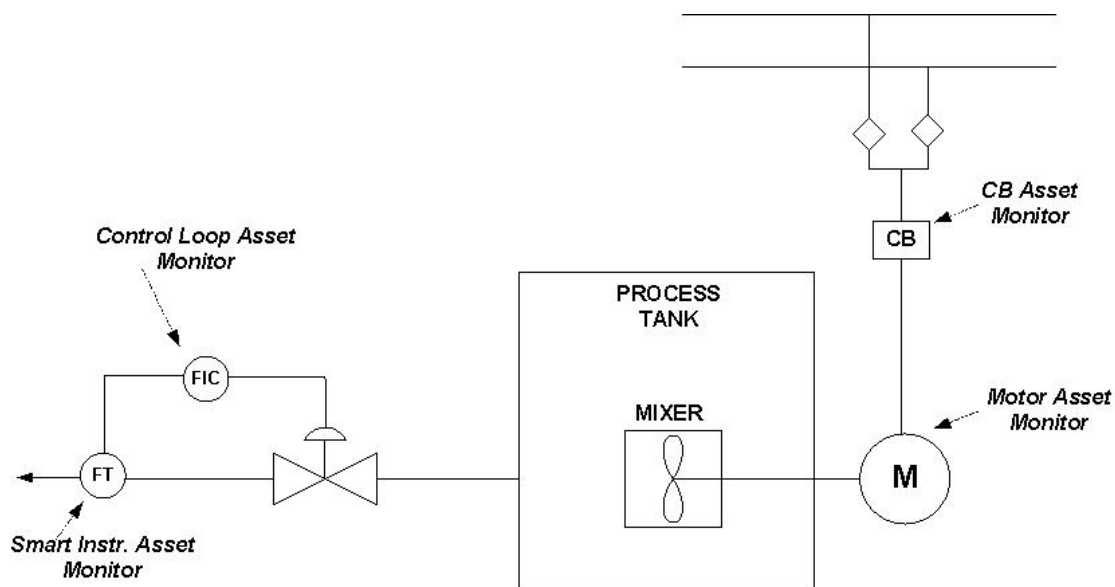 CB Asset
Monitor
CB
Control Loop Asset
Monitor
PROCESS
TANK
FIC
Motor Asset
Monitor
MIXER
M
FT
Smart Instr. Asset
Monitor